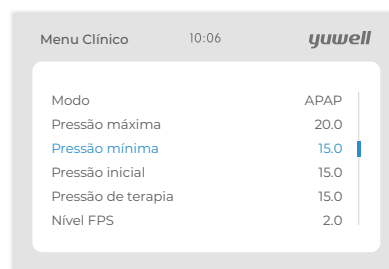 Menu Clínico 10:06 yuwell
Modo APAP
Pressão máxima 20.0
Pressão mínima 15.0
Pressão inicial 15.0
Pressão de terapia 15.0
Nível FPS 2.0